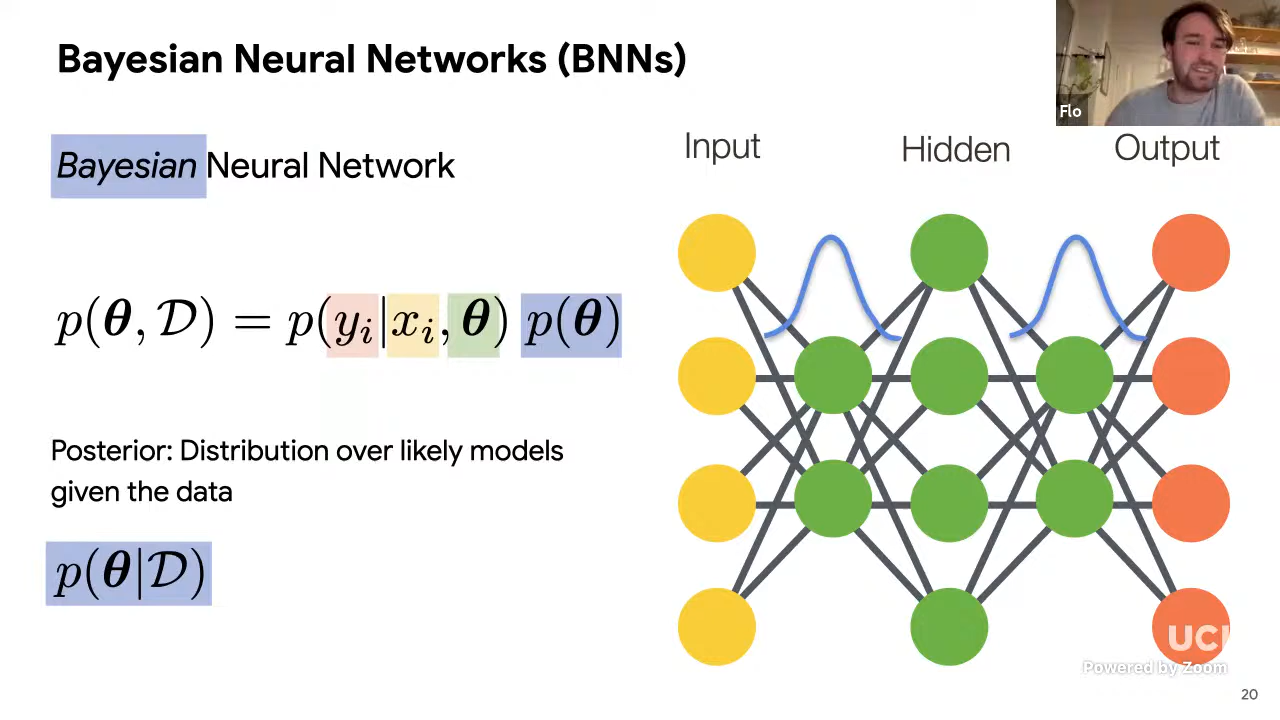 Bayesian Neural Networks (BNNs)
Flo
Bayesian Neural Network
Input Hidden Output
p(θ, 𝒟) = p(y_i|x_i, θ) p(θ)
Posterior: Distribution over likely models
given the data
p(θ|𝒟)
UCI
Powered by Zoom
20